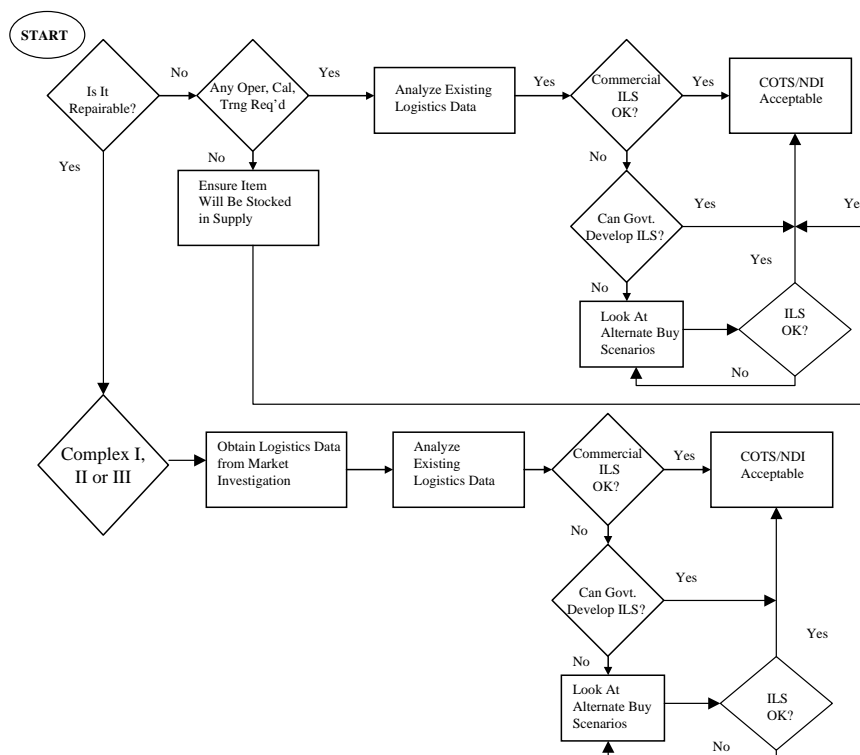 START
Is It
Repairable?
No
Yes
Any Oper, Cal,
Trng Req'd
Yes
No
Ensure Item
Will Be Stocked
in Supply
Analyze Existing
Logistics Data
Yes
Commercial
ILS
OK?
Yes
No
COTS/NDI
Acceptable
Can Govt.
Develop ILS?
Yes
No
Look At
Alternate Buy
Scenarios
ILS
OK?
Yes
No
Ye
Complex I,
II or III
Obtain Logistics Data
from Market
Investigation
Analyze
Existing
Logistics Data
Commercial
ILS
OK?
Yes
No
COTS/NDI
Acceptable
Can Govt.
Develop ILS?
Yes
No
Look At
Alternate Buy
Scenarios
ILS
OK?
Yes
No